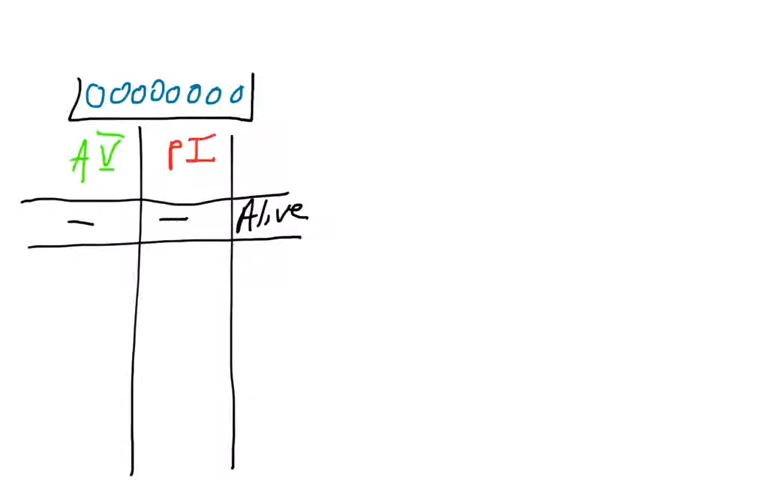 AV PI
– – Alive